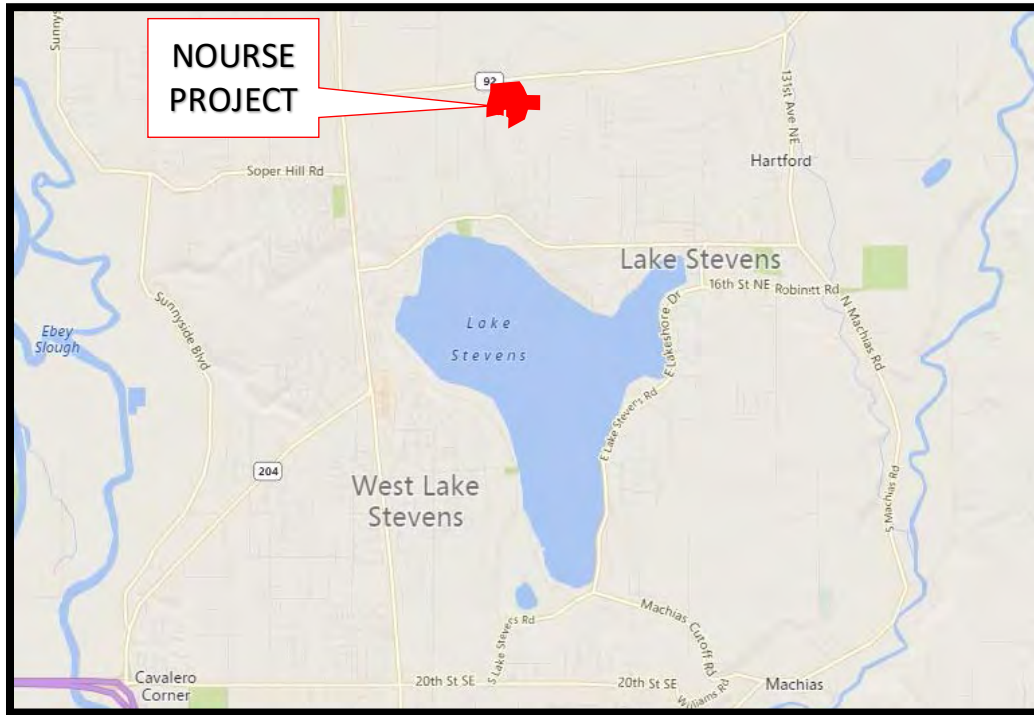 NOURSE
PROJECT
Sunnys
92
131st Ave NE
Hartford
Soper Hill Rd
Lake Stevens
16th St NE
Robinett Rd
E Lakeshore Dr
N Machias Rd
Lake
Stevens
Ebey
Slough
Sunnyside Blvd
E Lake Stevens Rd
204
West Lake
Stevens
S Machias Rd
S Lake Stevens Rd
Machias Cutoff Rd
Cavalero
Corner
20th St SE
20th St SE
Williams Rd
Machias